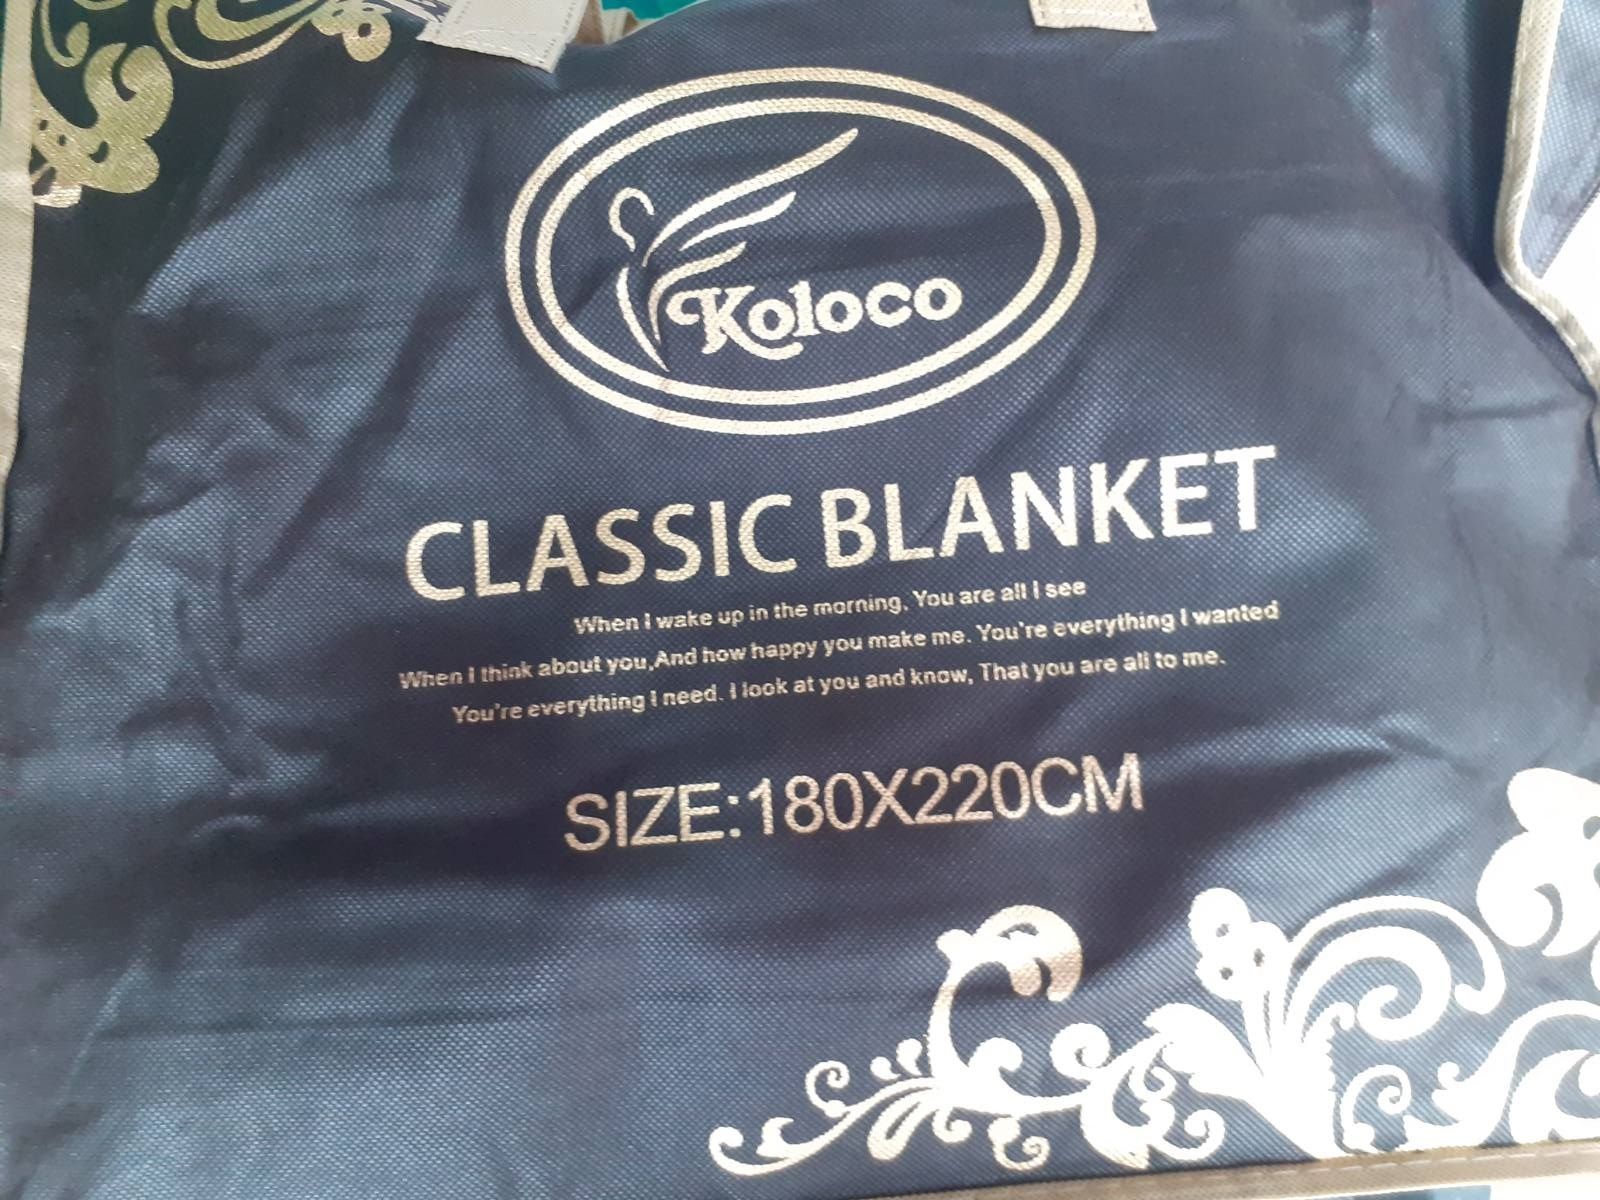 Koloco
CLASSIC BLANKET
When I wake up in the morning, You are all I see
When I think about you,And how happy you make me. You're everything I wanted
You're everything I need. I look at you and know, That you are all to me.
SIZE:180X220CM